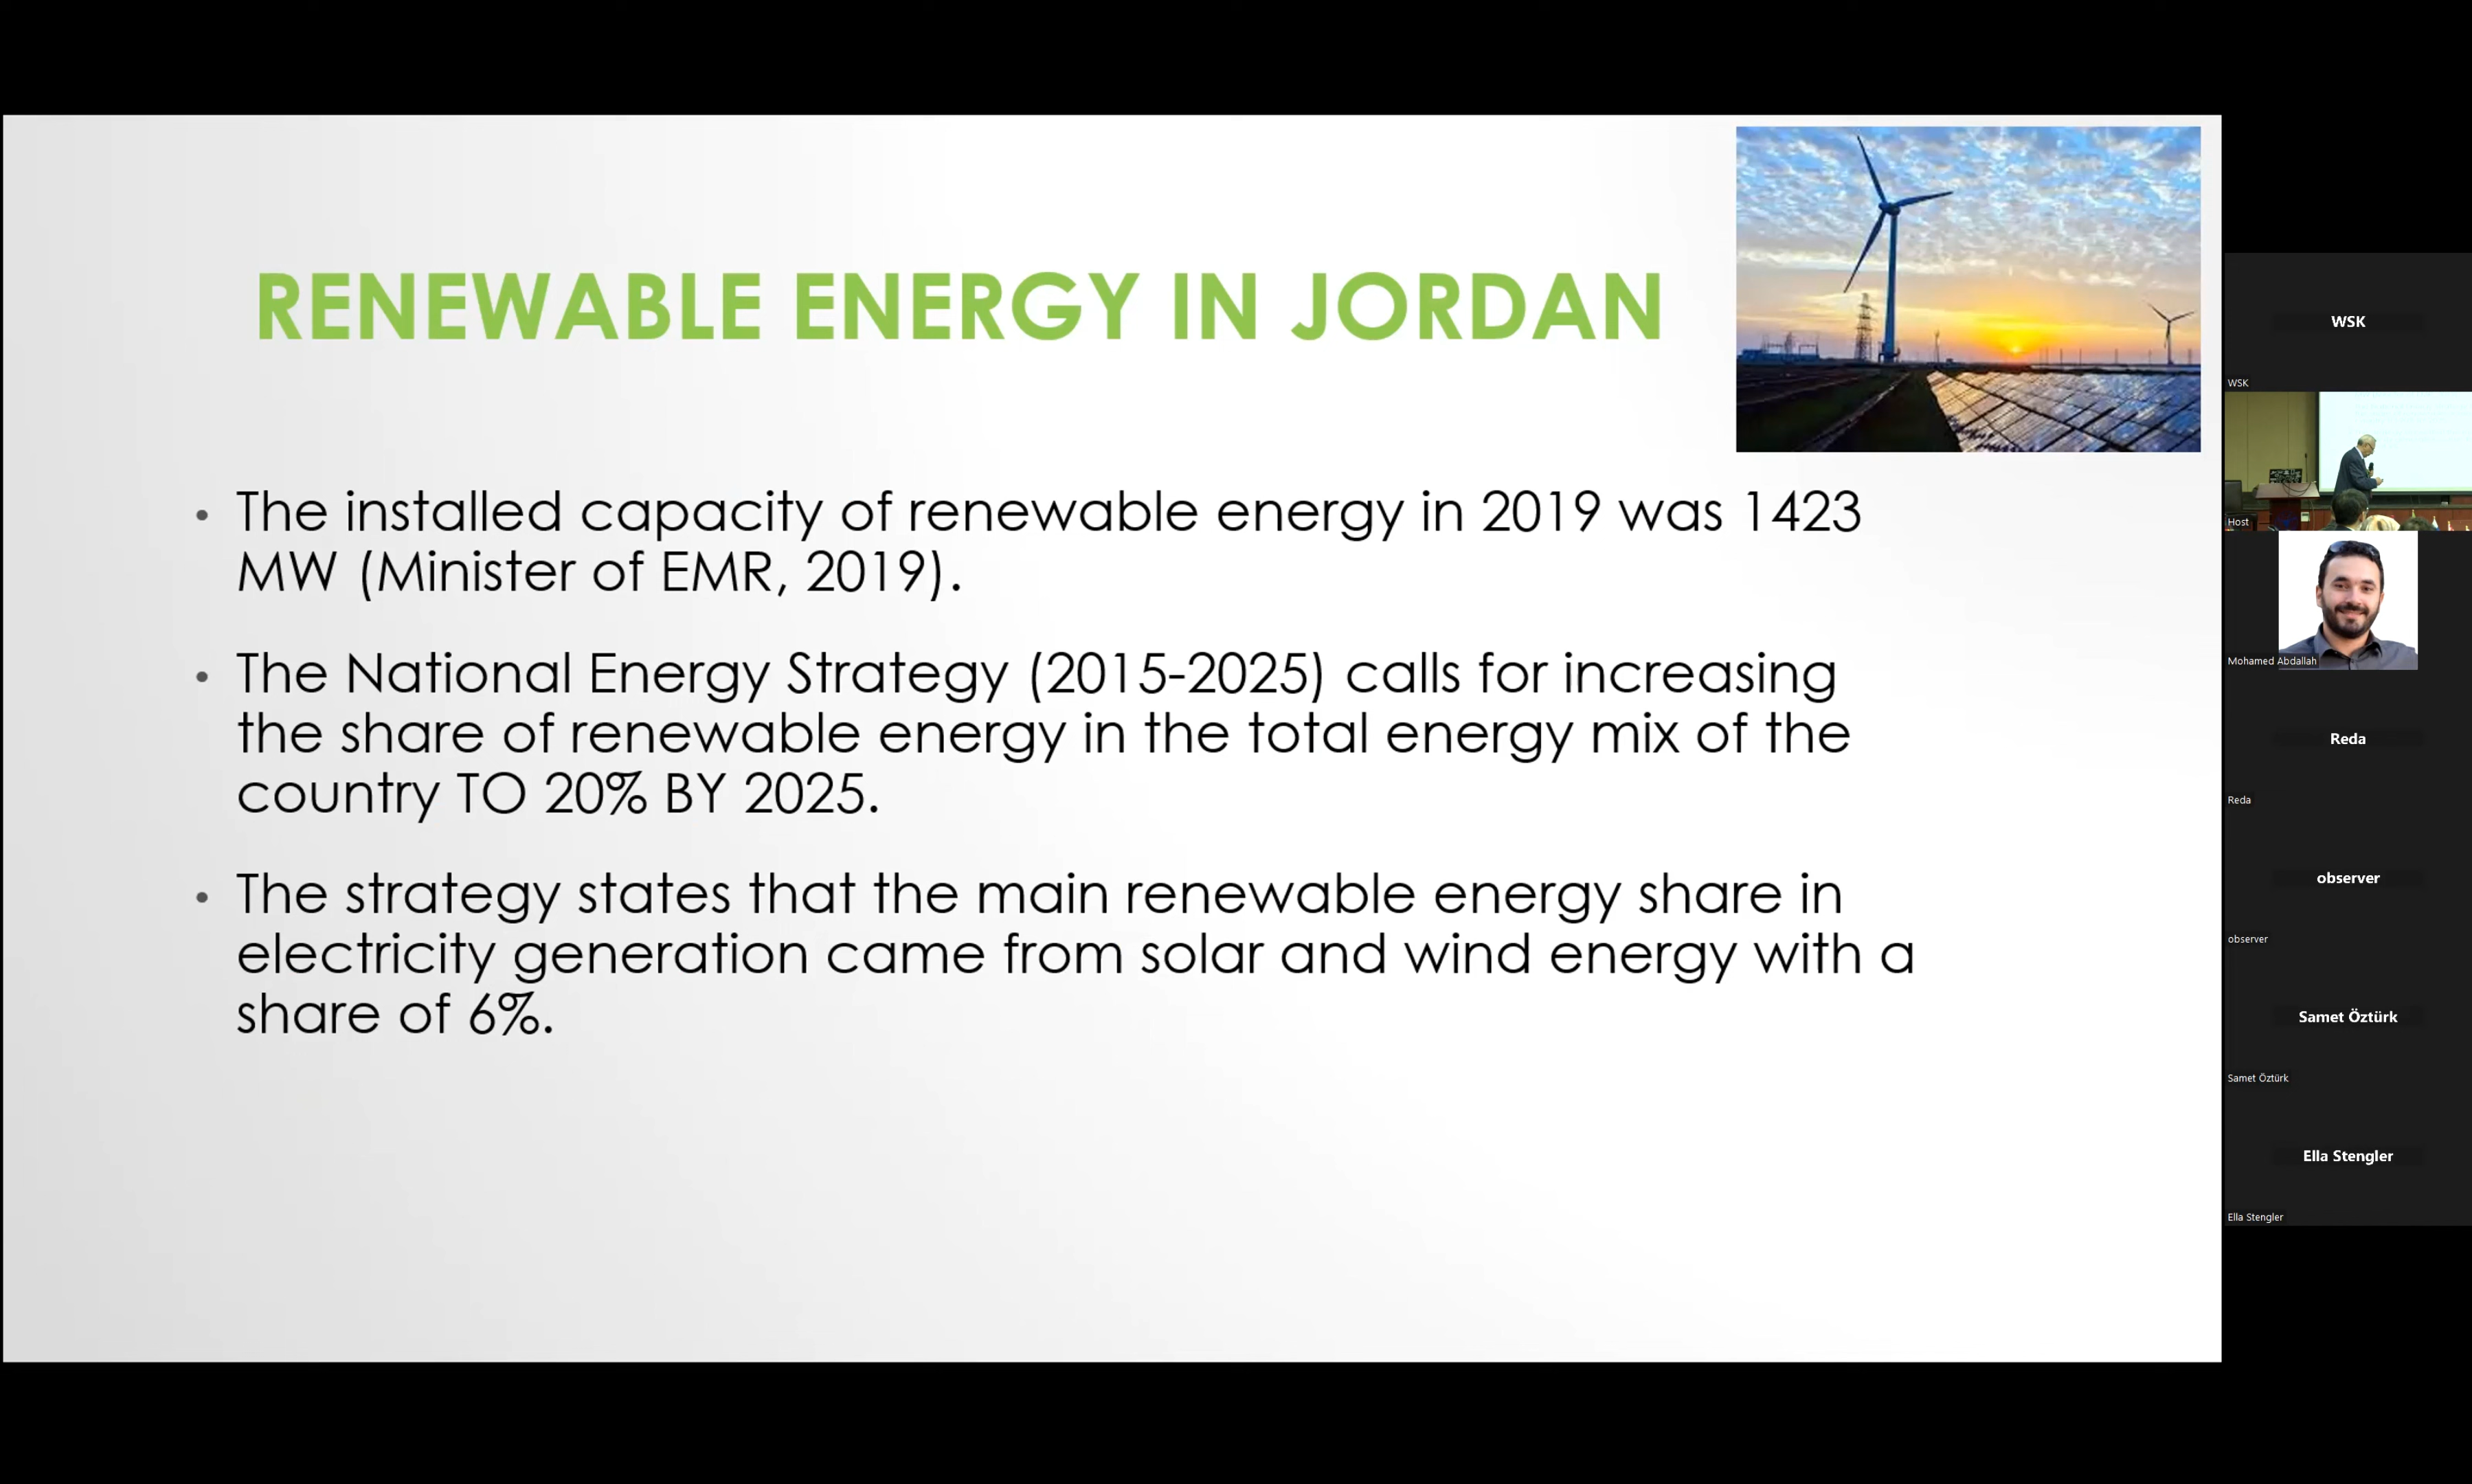 RENEWABLE ENERGY IN JORDAN
• The installed capacity of renewable energy in 2019 was 1423
MW (Minister of EMR, 2019).
• The National Energy Strategy (2015-2025) calls for increasing
the share of renewable energy in the total energy mix of the
country TO 20% BY 2025.
• The strategy states that the main renewable energy share in
electricity generation came from solar and wind energy with a
share of 6%.
WSK
WSK
Host
Mohamed Abdallah
Reda
Reda
observer
observer
Samet Öztürk
Samet Öztürk
Ella Stengler
Ella Stengler